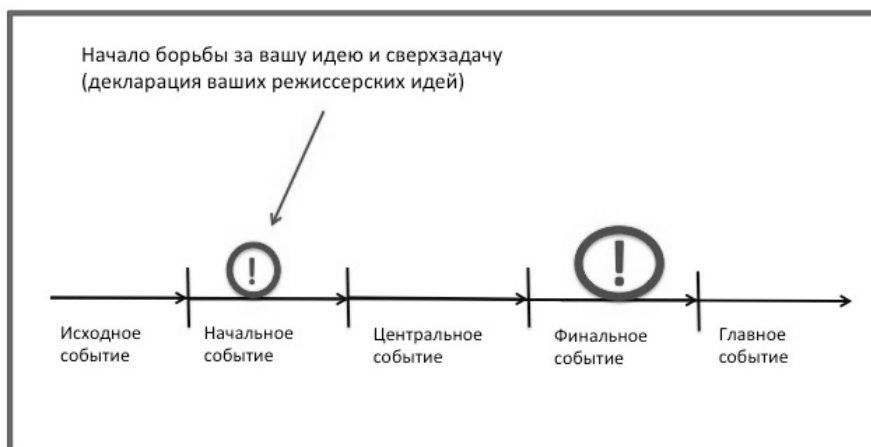 Начало борьбы за вашу идею и сверхзадачу
(декларация ваших режиссерских идей)
!
!
Исходное
событие
Начальное
событие
Центральное
событие
Финальное
событие
Главное
событие